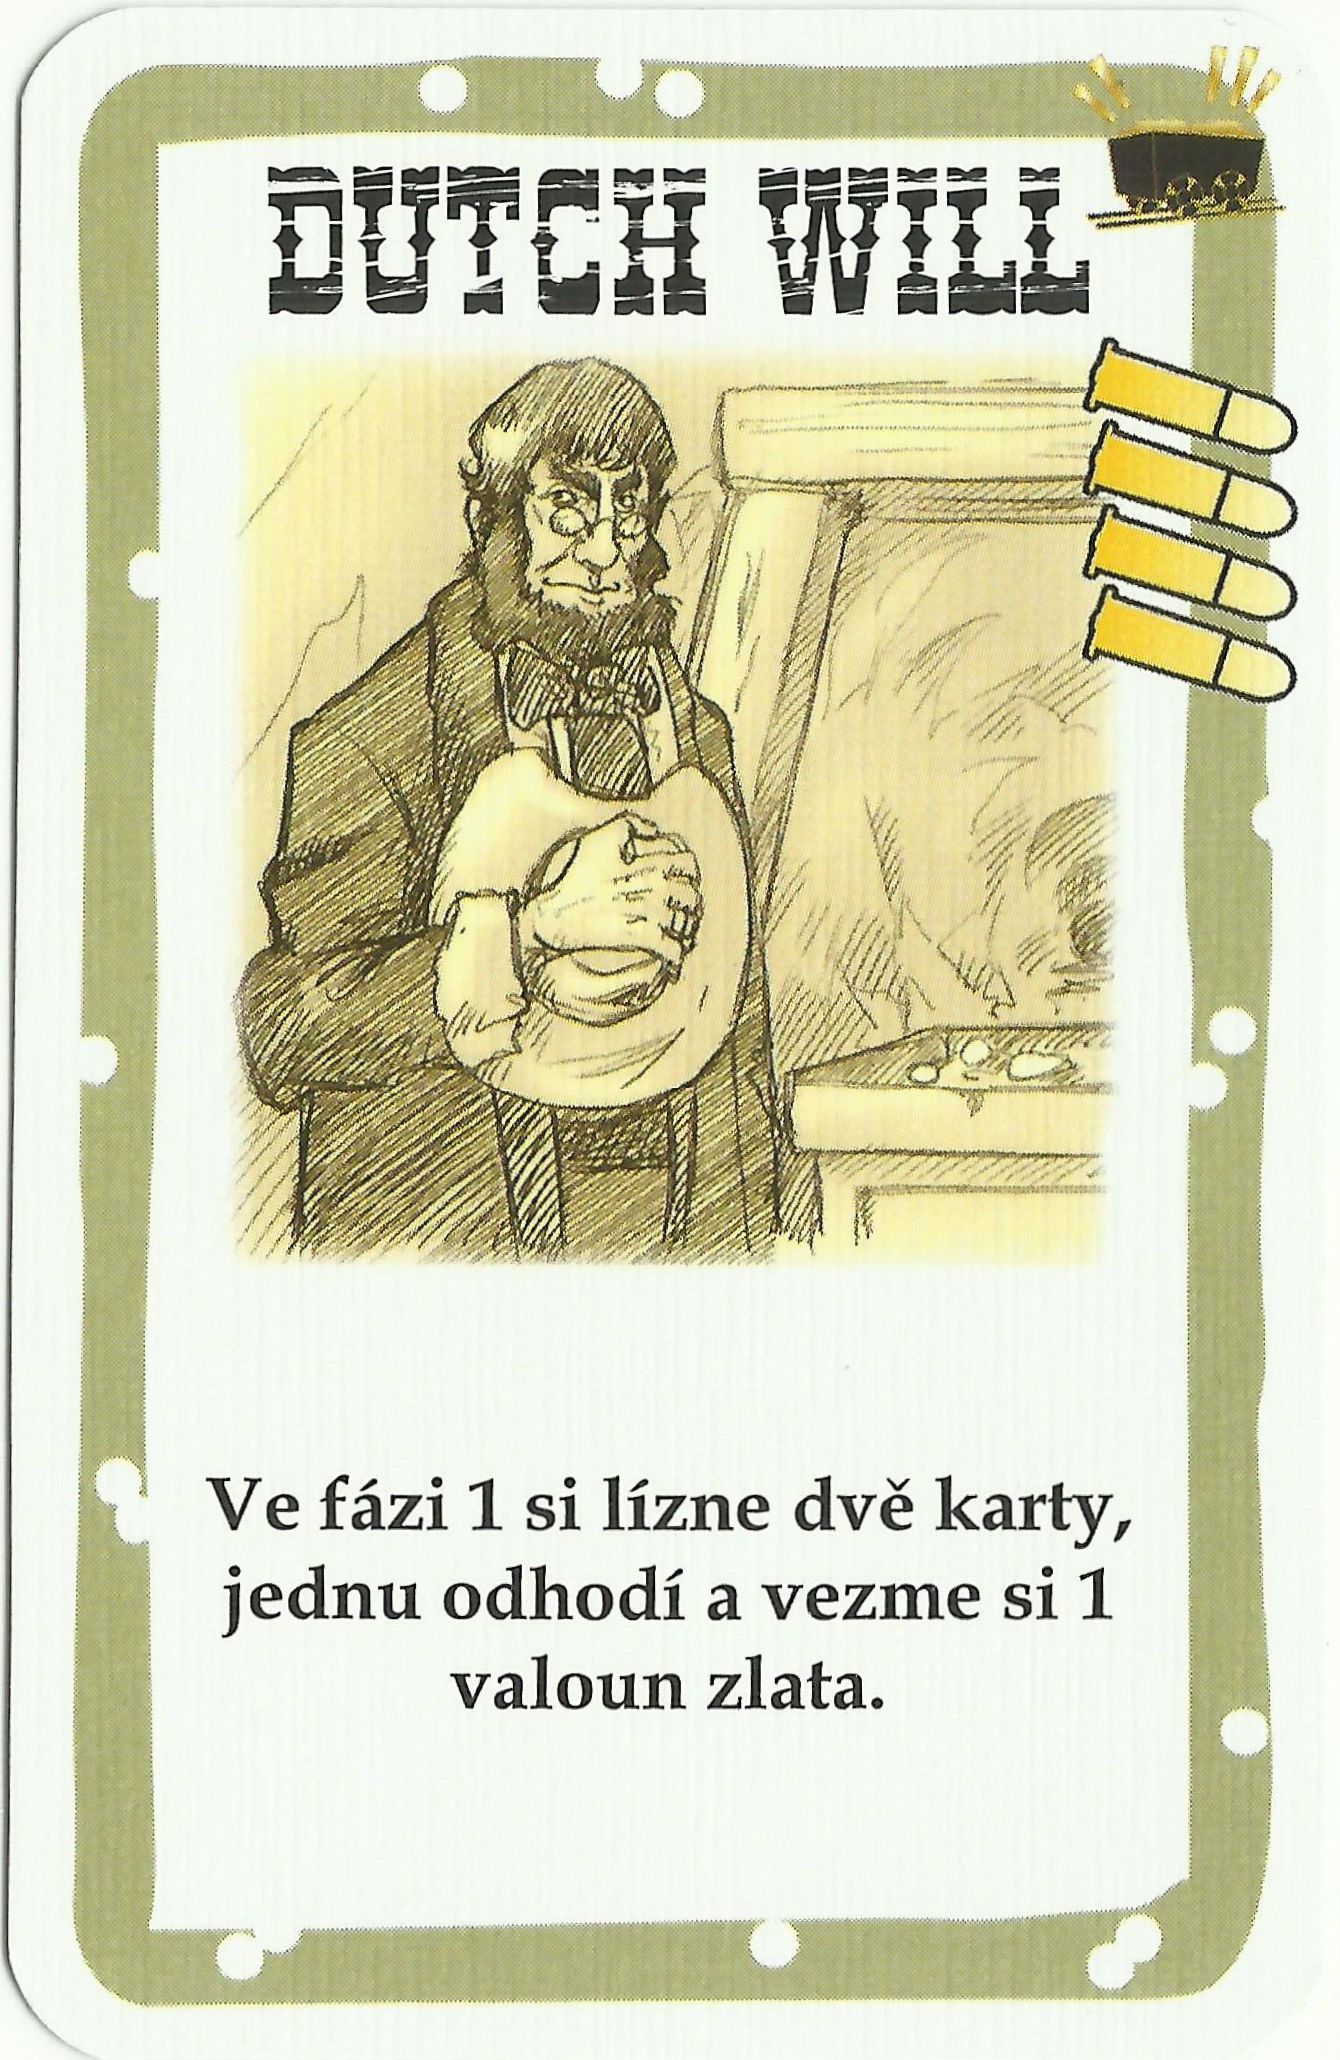 DUTCH WILL
Ve fázi 1 si lízne dvě karty,
jednu odhodí a vezme si 1
valoun zlata.